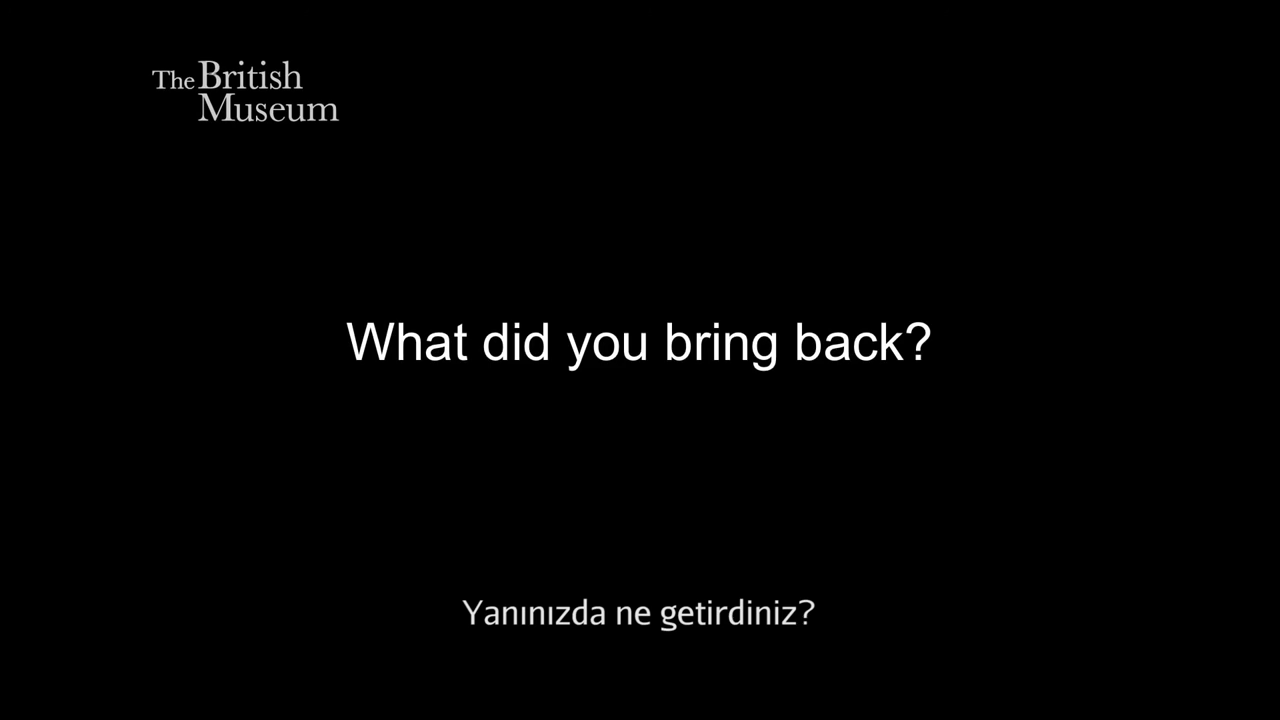 The British
Museum
What did you bring back?
Yanınızda ne getirdiniz?